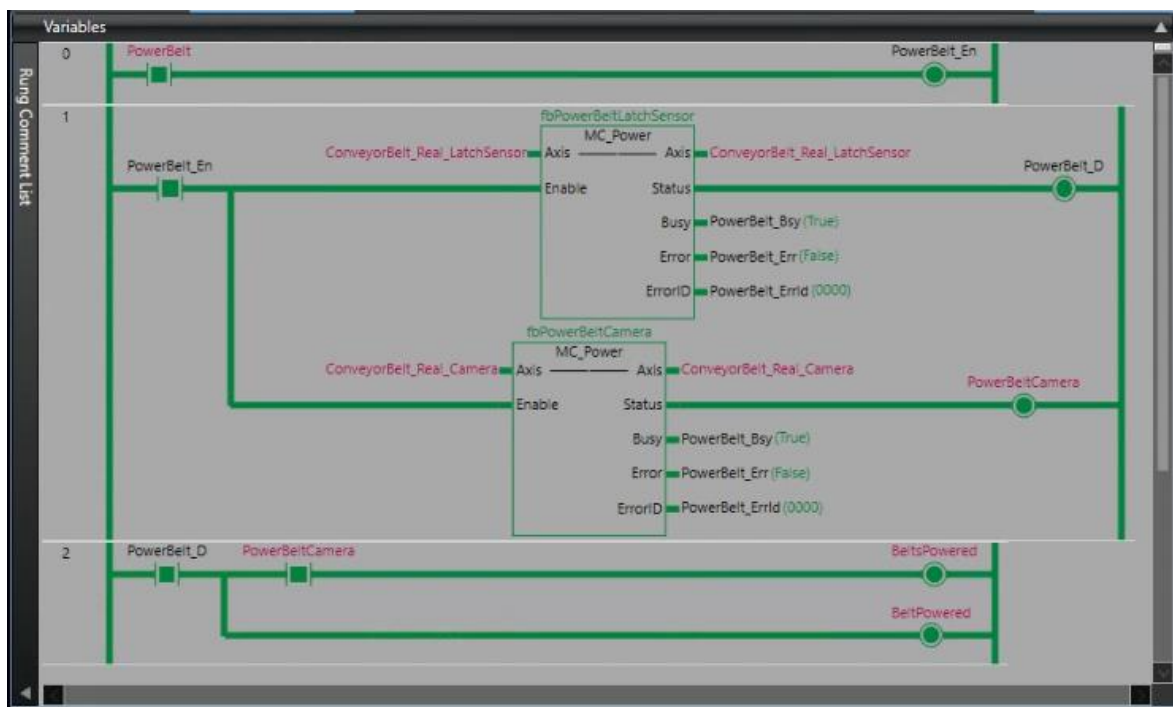 Variables
Rung Comment List
0
PowerBelt
PowerBelt_En
1
fbPowerBeltLatchSensor
MC_Power
ConveyorBelt_Real_LatchSensor Axis Axis ConveyorBelt_Real_LatchSensor
PowerBelt_En
PowerBelt_D
Enable Status
Busy PowerBelt_Bsy (True)
Error PowerBelt_Err (False)
ErrorID PowerBelt_ErrId (0000)
fbPowerBeltCamera
MC_Power
ConveyorBelt_Real_Camera Axis Axis ConveyorBelt_Real_Camera
PowerBeltCamera
Enable Status
Busy PowerBelt_Bsy (True)
Error PowerBelt_Err (False)
ErrorID PowerBelt_ErrId (0000)
2
PowerBelt_D PowerBeltCamera BeltsPowered
BeltPowered